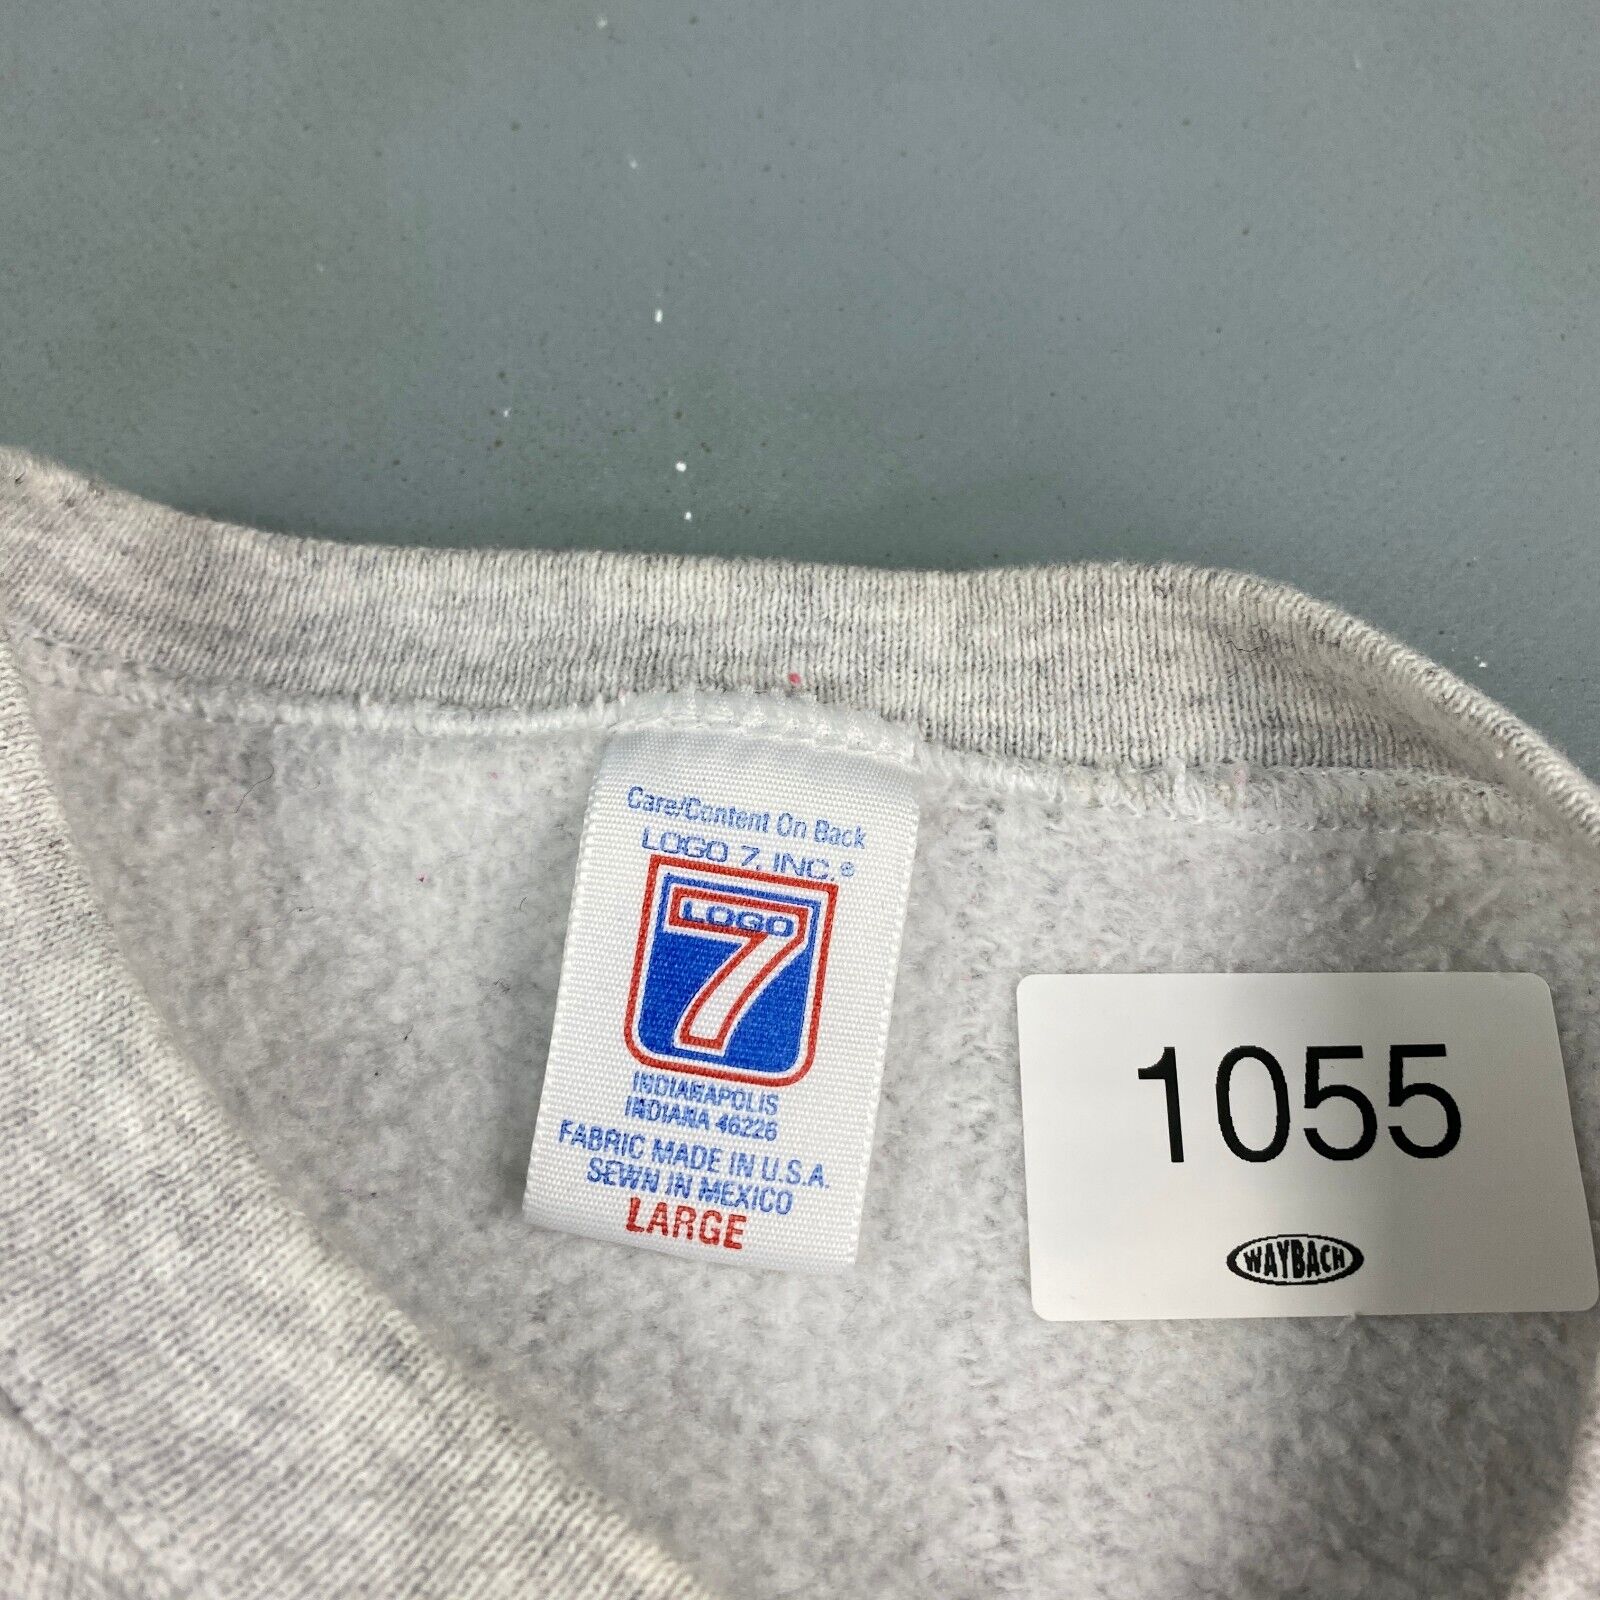 Care/Content On Back
LOGO 7, INC.®
LOGO
7
INDIANAPOLIS
INDIANA 46226
FABRIC MADE IN U.S.A.
SEWN IN MEXICO
LARGE
1055
WAYBACH